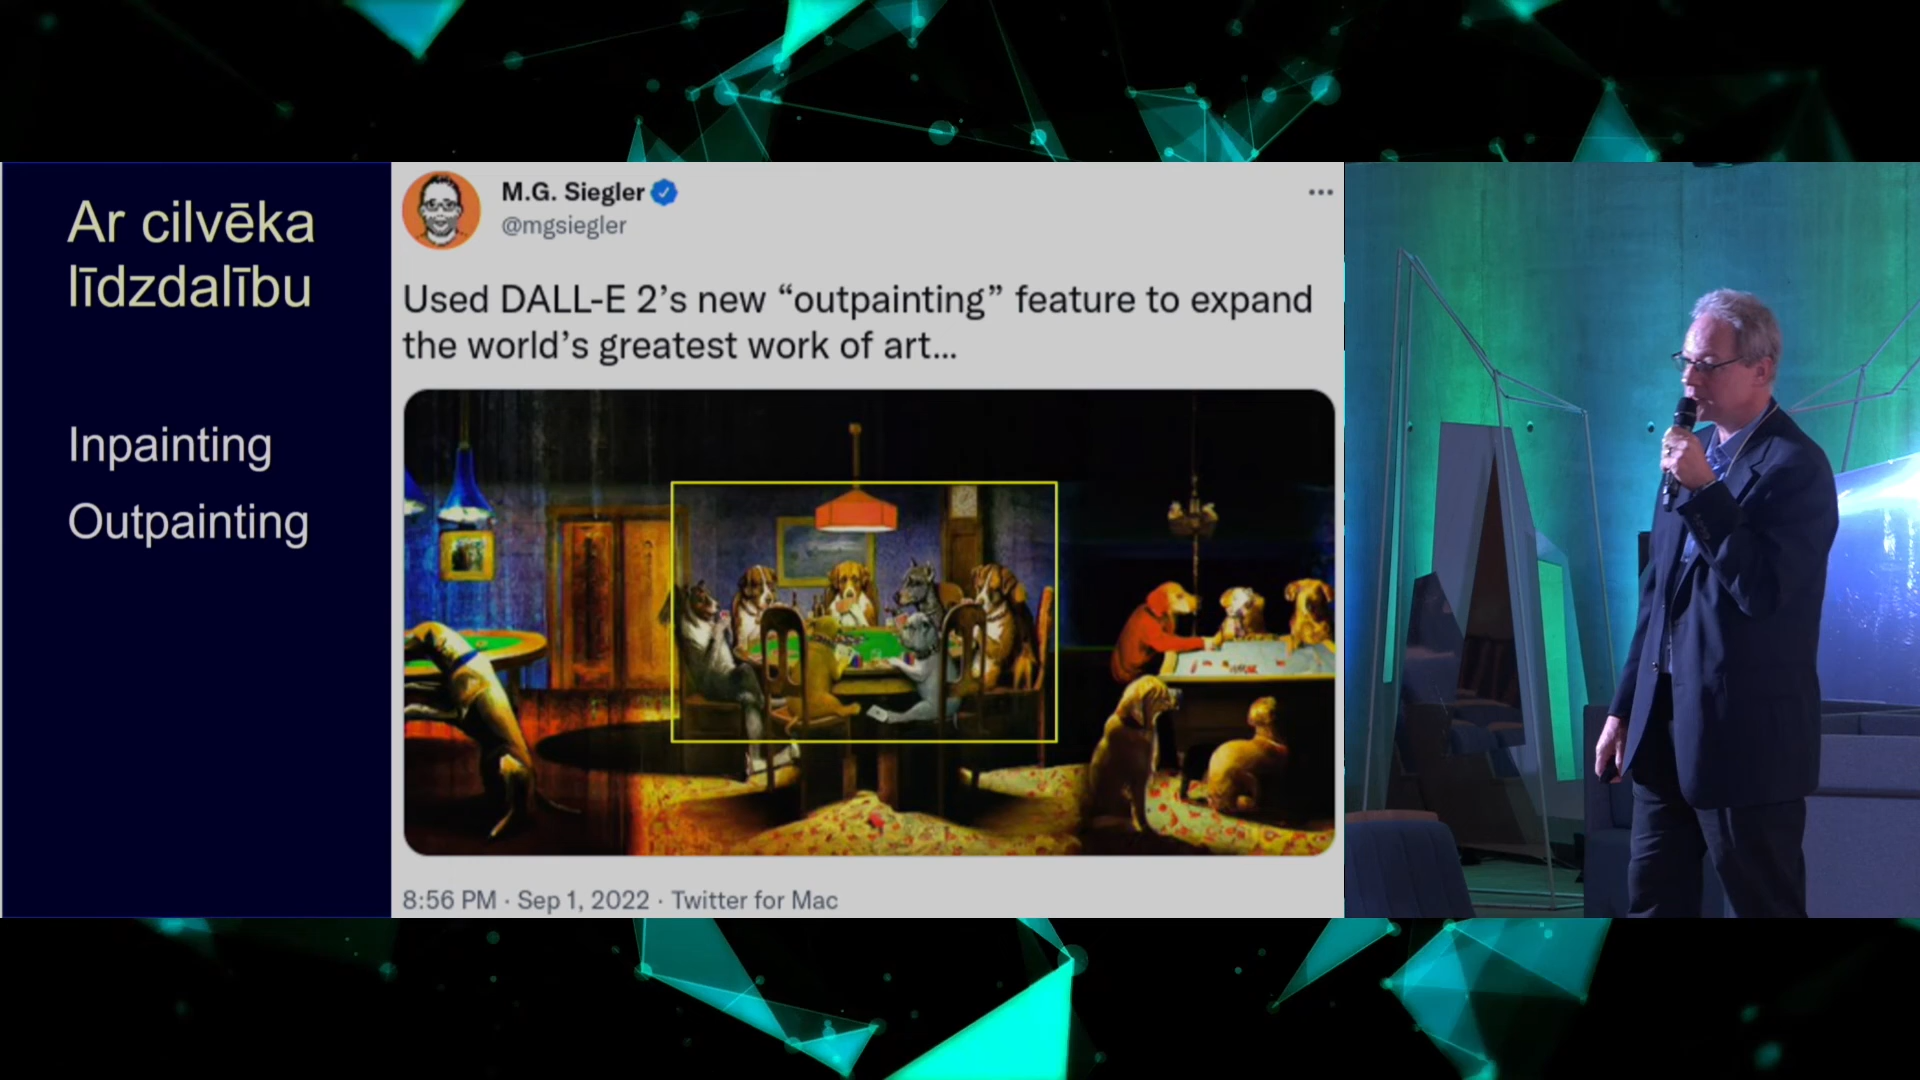 Ar cilvēka
līdzdalību
Inpainting
Outpainting
M.G. Siegler
@mgsiegler
Used DALL-E 2’s new “outpainting” feature to expand
the world’s greatest work of art...
8:56 PM · Sep 1, 2022 · Twitter for Mac